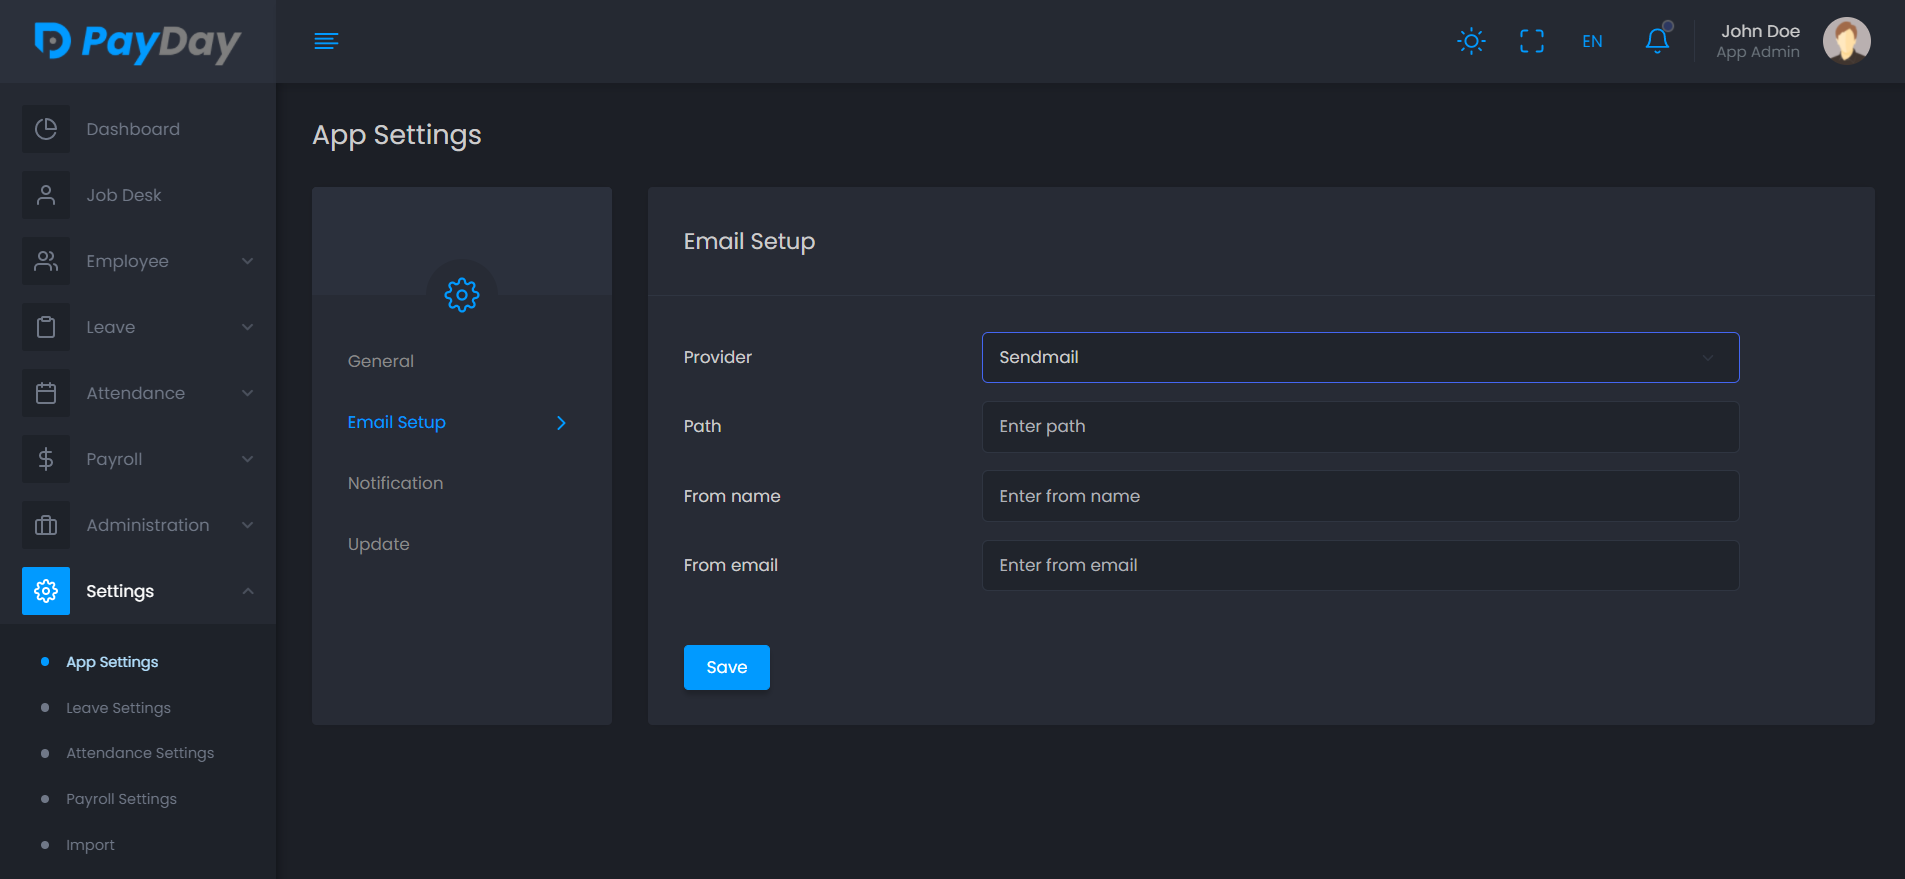 PayDay
EN
John Doe
App Admin
Dashboard
Job Desk
Employee
Leave
Attendance
Payroll
Administration
Settings
App Settings
Leave Settings
Attendance Settings
Payroll Settings
Import
App Settings
General
Email Setup
Notification
Update
Email Setup
Provider
Sendmail
Path
Enter path
From name
Enter from name
From email
Enter from email
Save